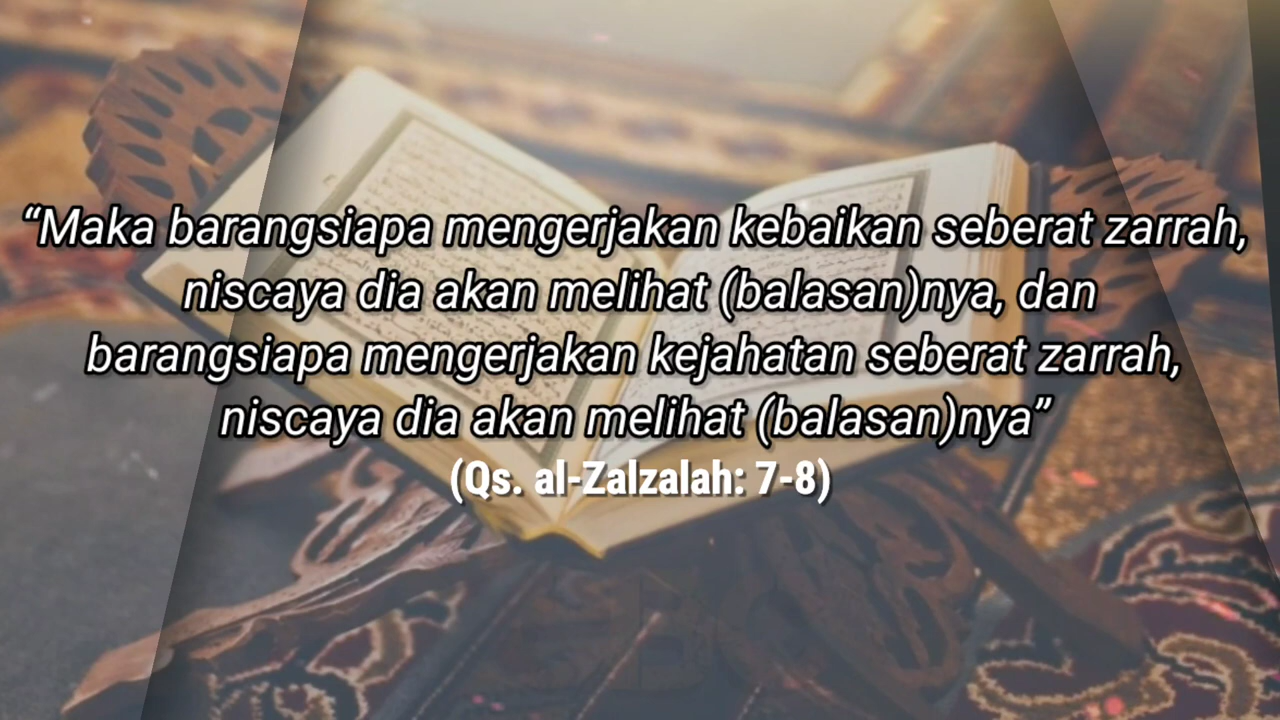 “Maka barangsiapa mengerjakan kebaikan seberat zarrah,
niscaya dia akan melihat (balasan)nya, dan
barangsiapa mengerjakan kejahatan seberat zarrah,
niscaya dia akan melihat (balasan)nya”
(Qs. al-Zalzalah: 7-8)